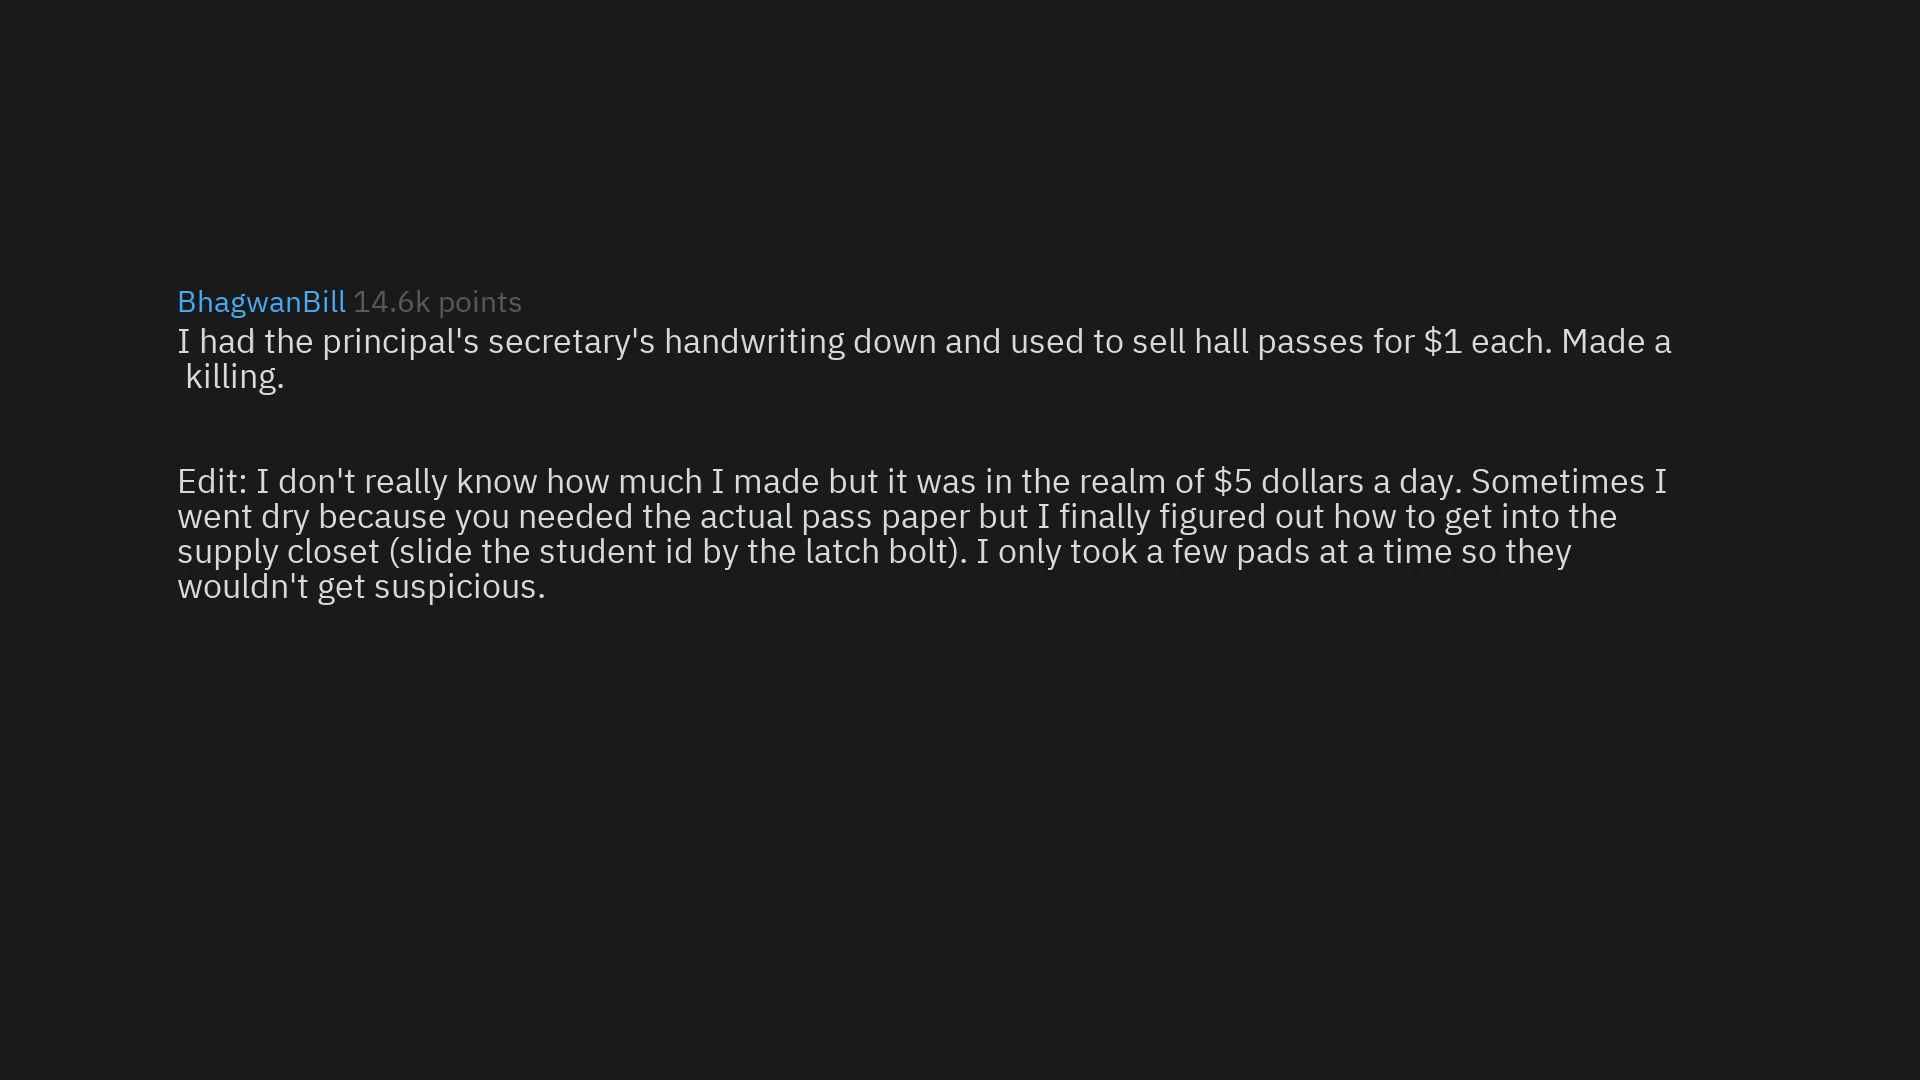 BhagwanBill 14.6k points
I had the principal's secretary's handwriting down and used to sell hall passes for $1 each. Made a
killing.
Edit: I don't really know how much I made but it was in the realm of $5 dollars a day. Sometimes I
went dry because you needed the actual pass paper but I finally figured out how to get into the
supply closet (slide the student id by the latch bolt). I only took a few pads at a time so they
wouldn't get suspicious.